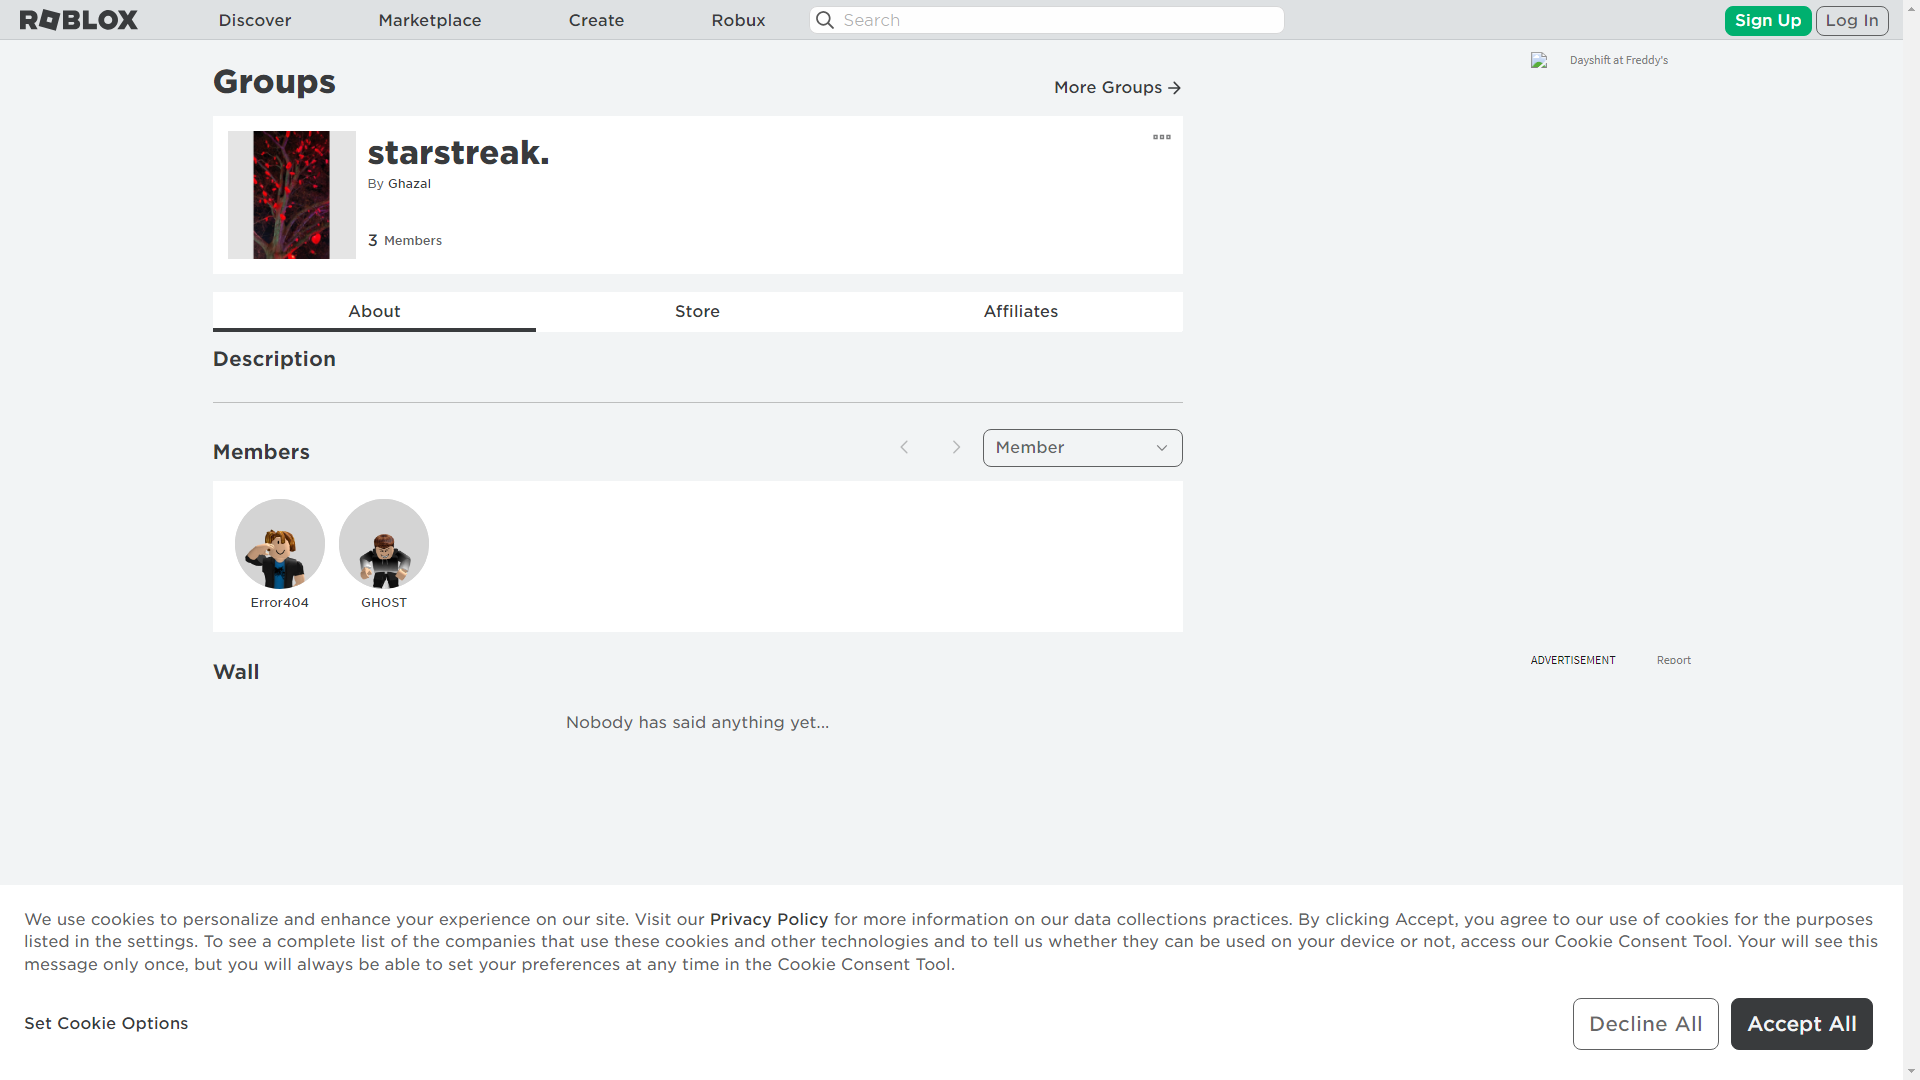 ROBLOX Discover Marketplace Create Robux Search Sign Up Log In
Dayshift at Freddy's
Groups
More Groups
starstreak.
By Ghazal
3 Members
About Store Affiliates
Description
Members
Member
Error404 GHOST
Wall
ADVERTISEMENT Report
Nobody has said anything yet...
We use cookies to personalize and enhance your experience on our site. Visit our Privacy Policy for more information on our data collections practices. By clicking Accept, you agree to our use of cookies for the purposes
listed in the settings. To see a complete list of the companies that use these cookies and other technologies and to tell us whether they can be used on your device or not, access our Cookie Consent Tool. Your will see this
message only once, but you will always be able to set your preferences at any time in the Cookie Consent Tool.
Set Cookie Options
Decline All
Accept All